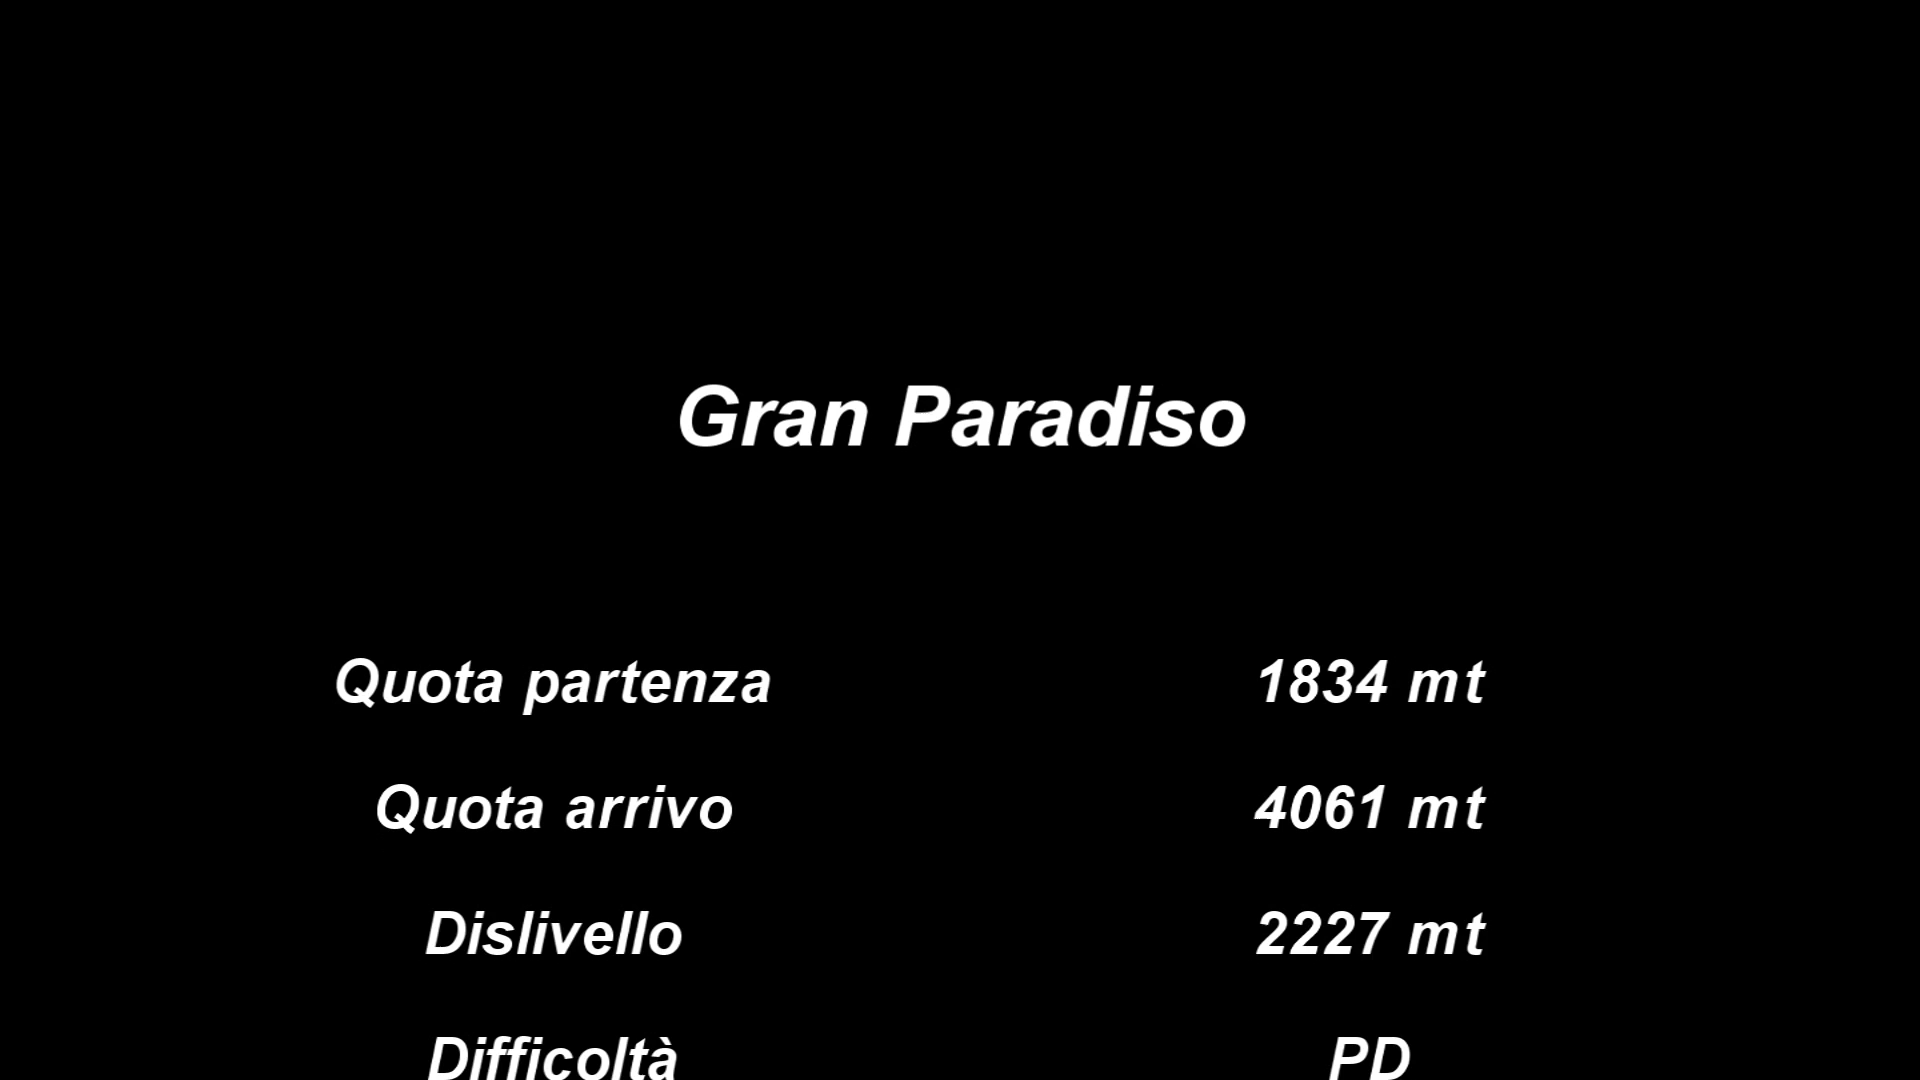 Gran Paradiso
Quota partenza 1834 mt
Quota arrivo 4061 mt
Dislivello 2227 mt
Difficoltà PD